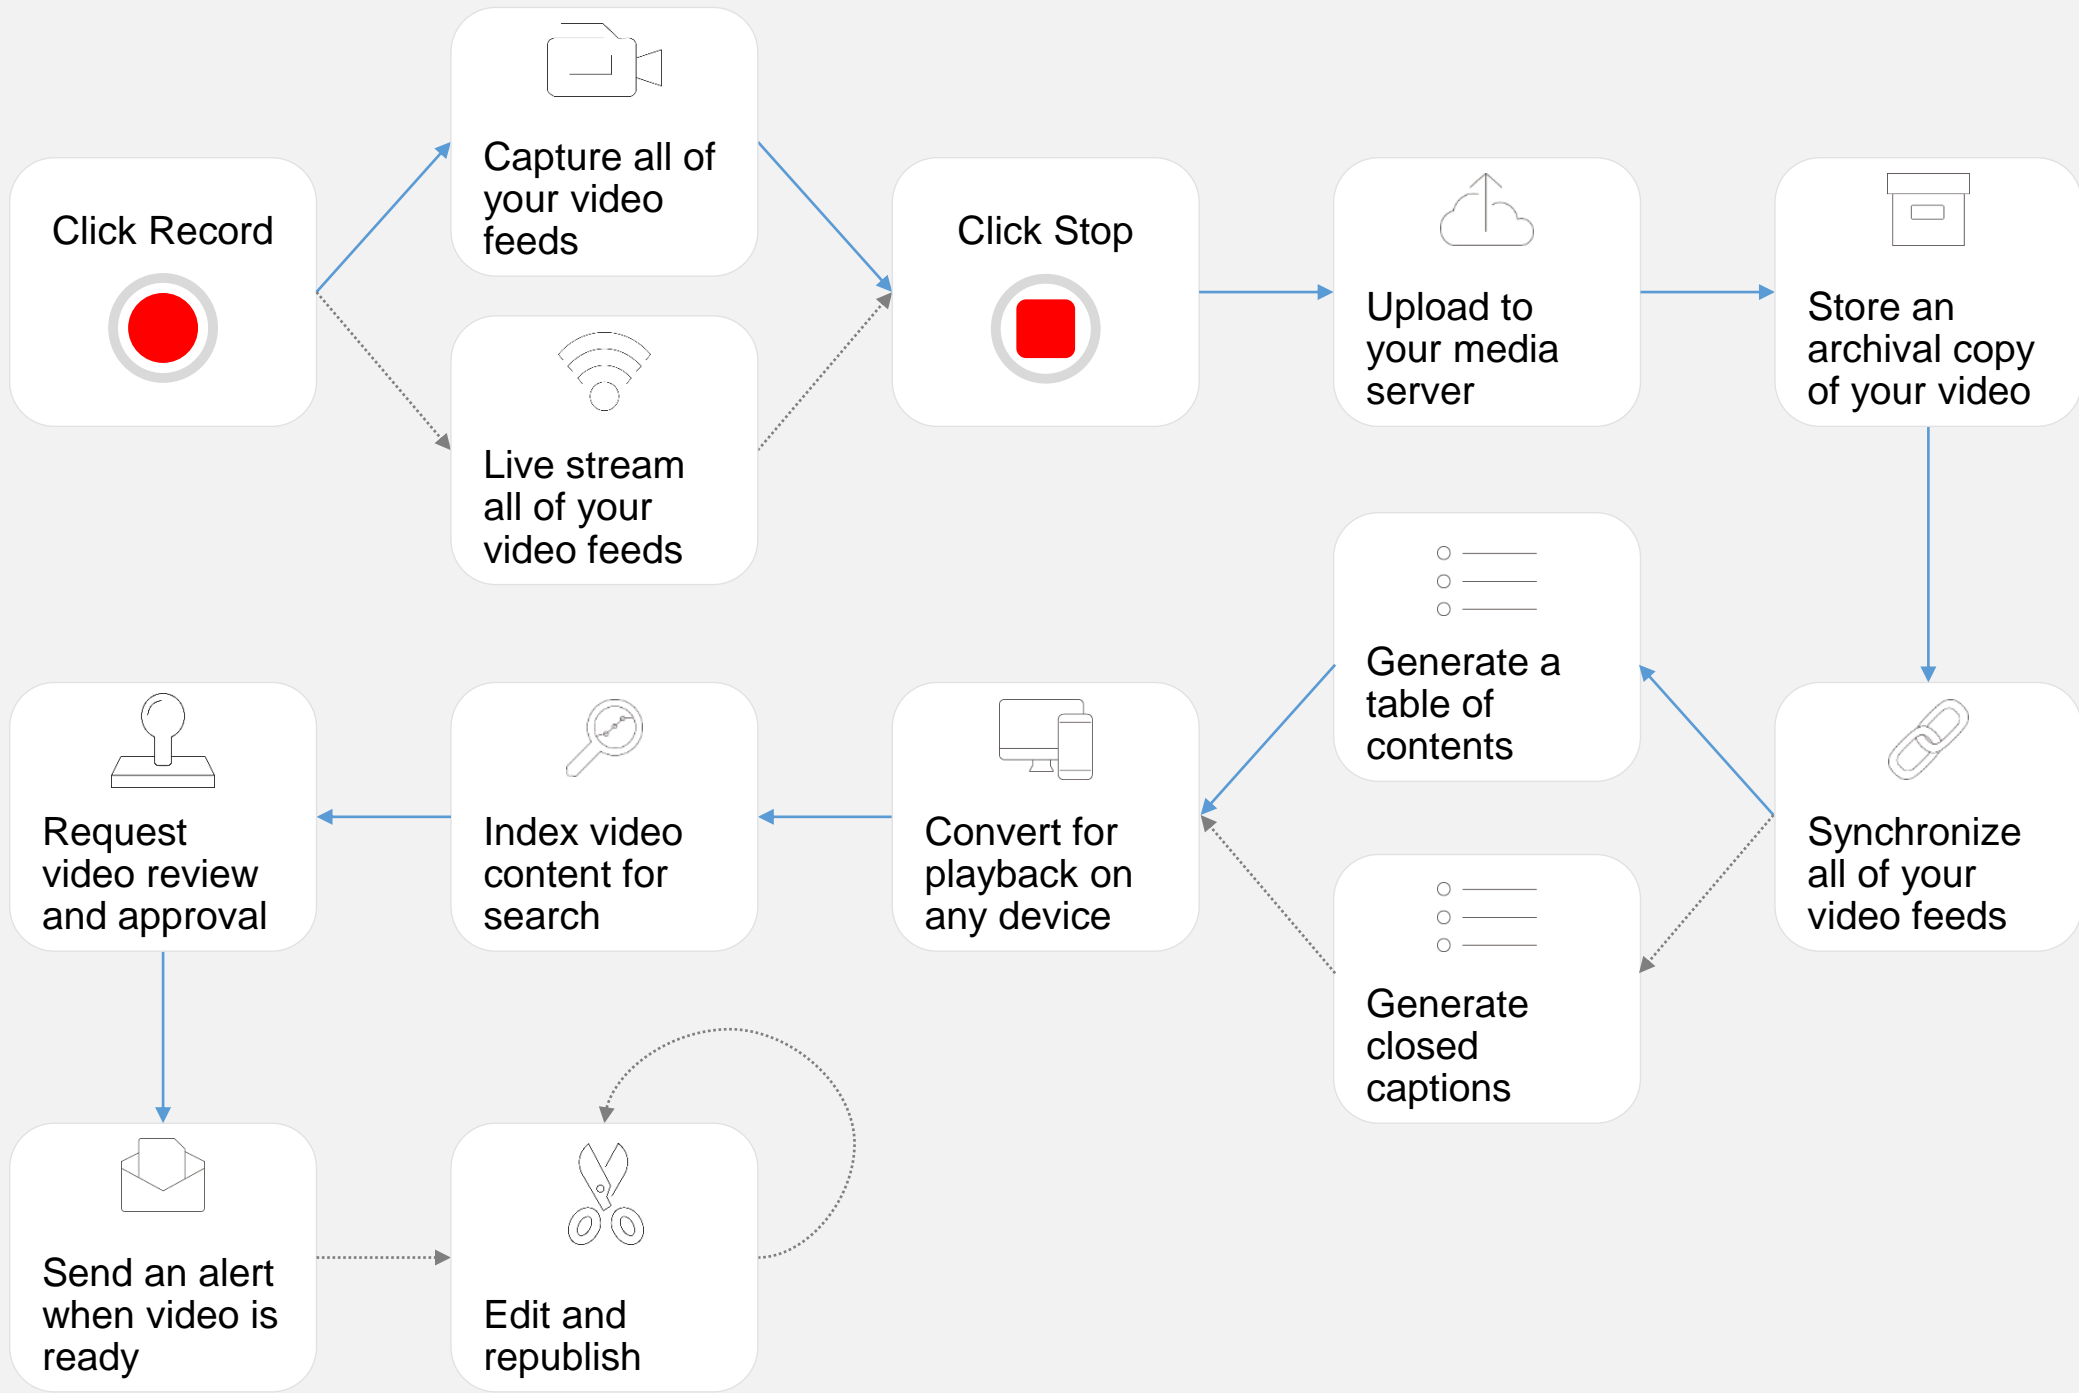 Click Record
Capture all of
your video
feeds
Live stream
all of your
video feeds
Click Stop
Upload to
your media
server
Store an
archival copy
of your video
Synchronize
all of your
video feeds
Generate a
table of
contents
Generate
closed
captions
Convert for
playback on
any device
Index video
content for
search
Request
video review
and approval
Send an alert
when video is
ready
Edit and
republish